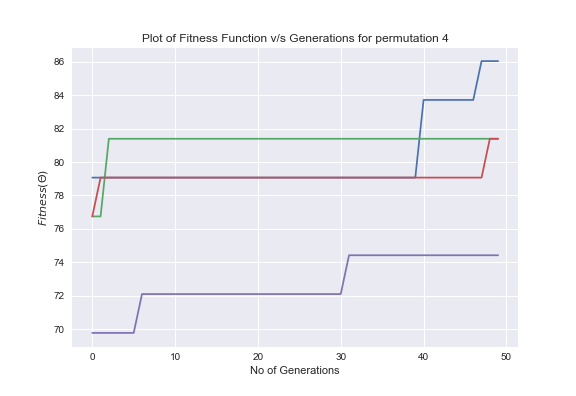 Plot of Fitness Function v/s Generations for permutation 4
86
84
82
80
78
76
74
72
70
Fitness(Θ)
0 10 20 30 40 50
No of Generations